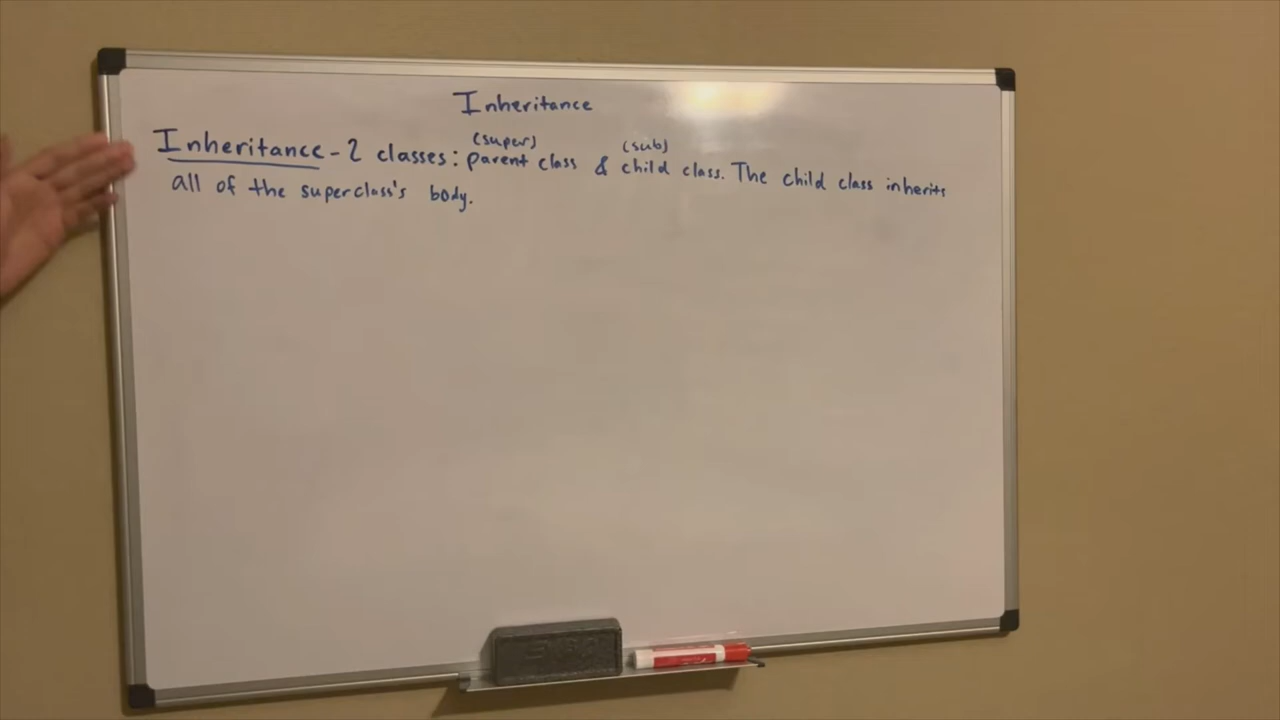 Inheritance
(super) (sub)
Inheritance - 2 classes: parent class & child class. The child class inherits
all of the superclass's body.